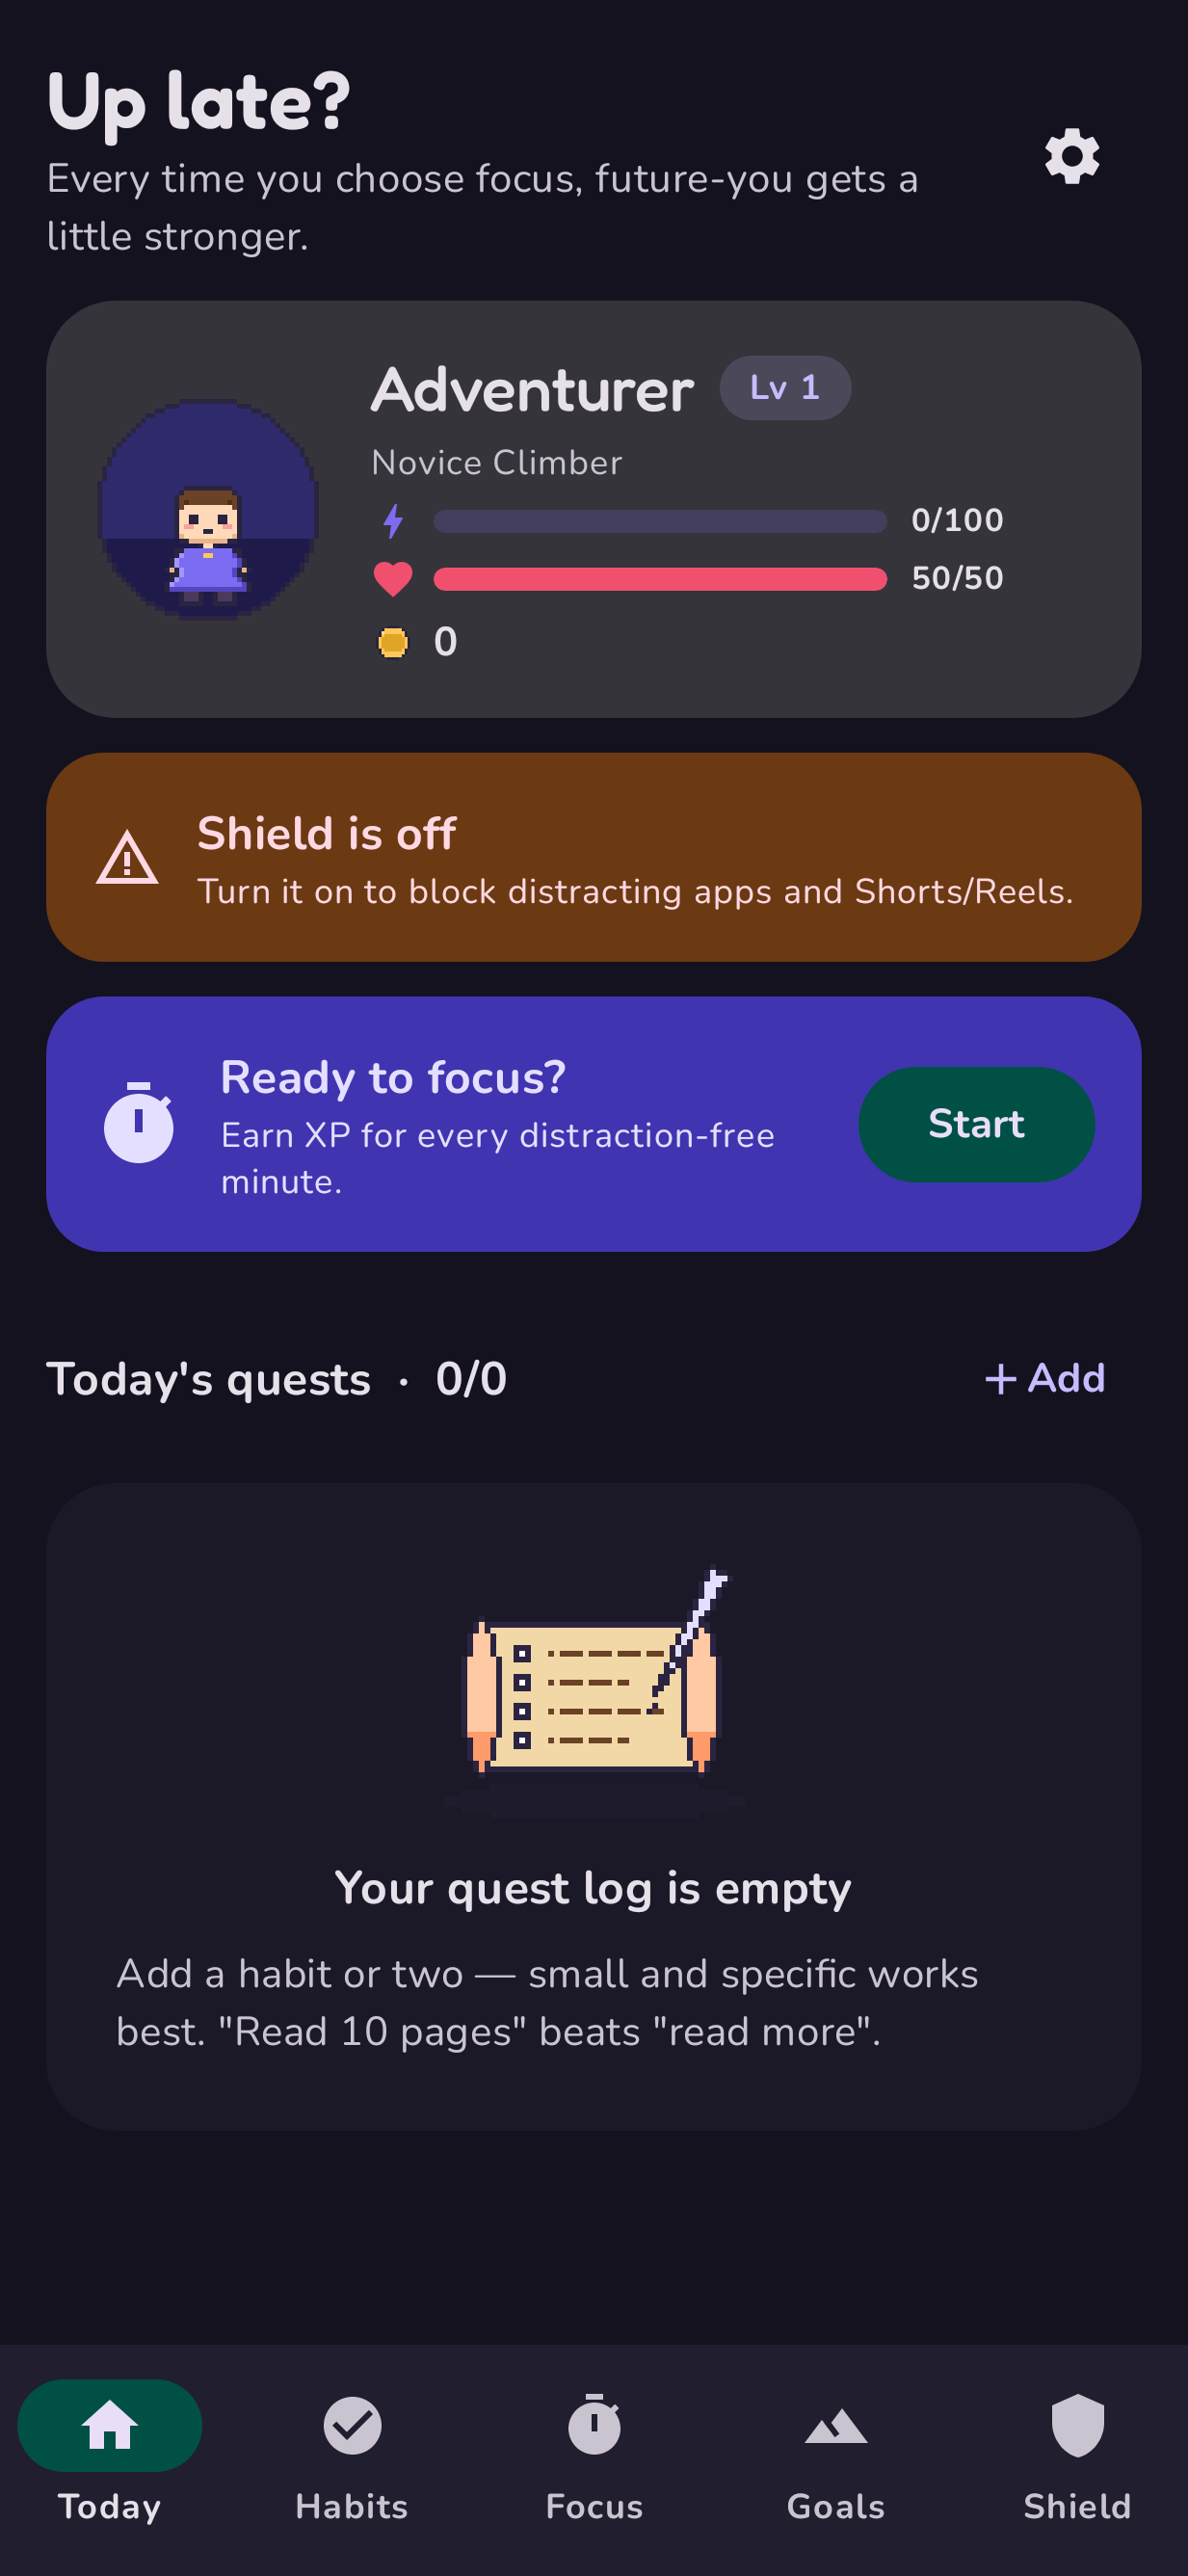 Up late?
Every time you choose focus, future-you gets a
little stronger.
Adventurer
Lv 1
Novice Climber
0/100
50/50
0
Shield is off
Turn it on to block distracting apps and Shorts/Reels.
Ready to focus?
Earn XP for every distraction-free
minute.
Start
Today's quests · 0/0
+ Add
Your quest log is empty
Add a habit or two — small and specific works
best. "Read 10 pages" beats "read more".
Today
Habits
Focus
Goals
Shield